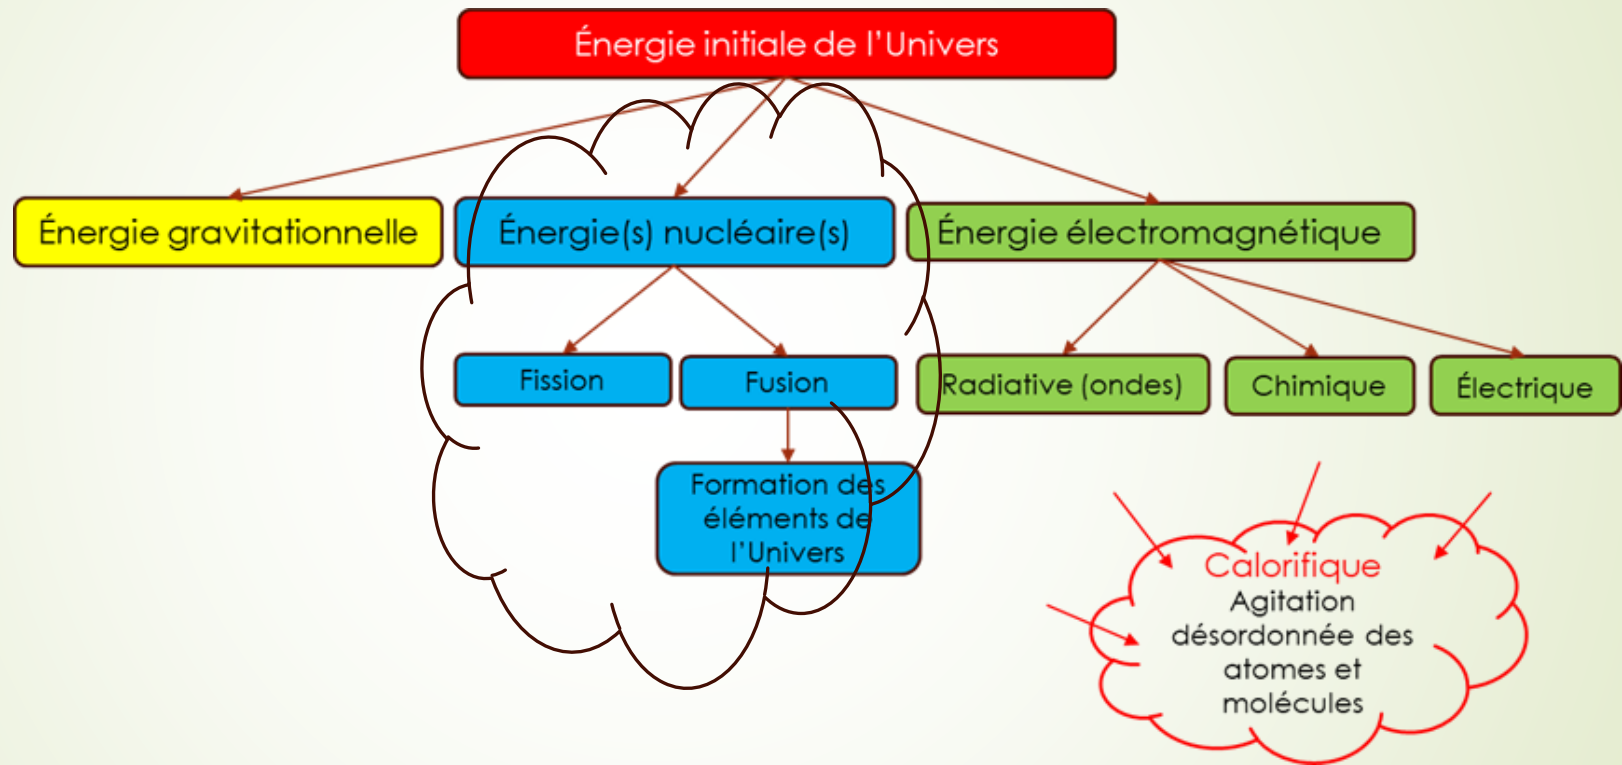 Énergie initiale de l’Univers
Énergie gravitationnelle
Énergie(s) nucléaire(s)
Énergie électromagnétique
Fission
Fusion
Radiative (ondes)
Chimique
Électrique
Formation des
éléments de
l’Univers
Calorifique
Agitation
désordonnée des
atomes et
molécules